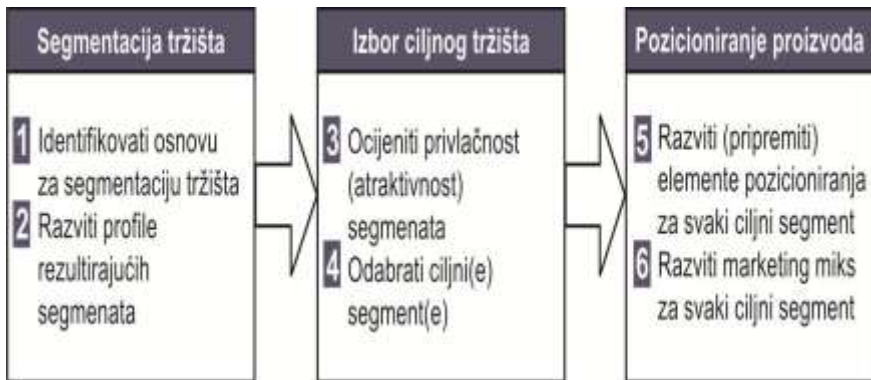 Segmentacija tržišta
1 Identifikovati osnovu
za segmentaciju tržišta
2 Razviti profile
rezultirajućih
segmenata
Izbor ciljnog tržišta
3 Ocijeniti privlačnost
(atraktivnost)
segmenata
4 Odabrati ciljni(e)
segment(e)
Pozicioniranje proizvoda
5 Razviti (pripremiti)
elemente pozicioniranja
za svaki ciljni segment
6 Razviti marketing miks
za svaki ciljni segment